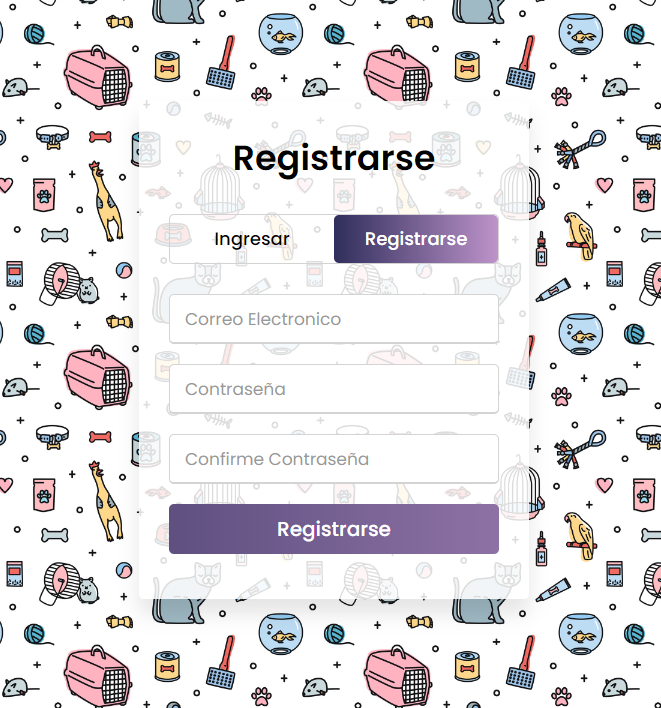 Registrarse
Ingresar
Registrarse
Correo Electronico
Contraseña
Confirme Contraseña
Registrarse